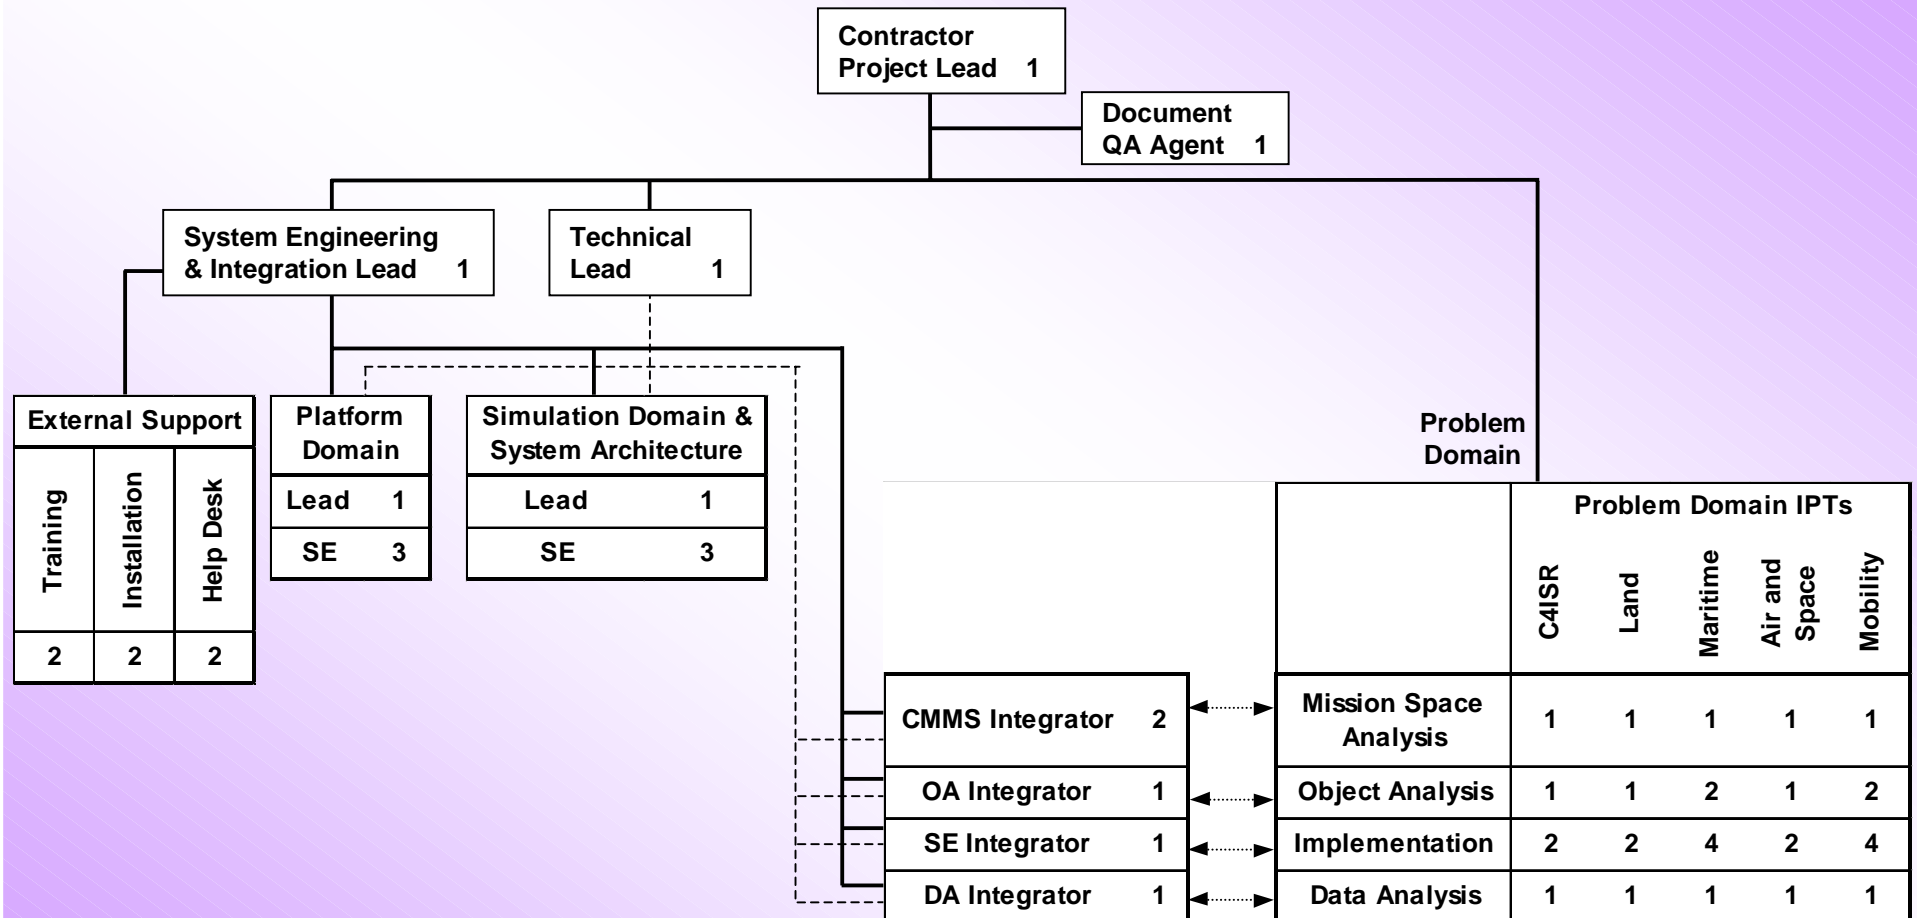 Contractor
Project Lead 1
Document
QA Agent 1
System Engineering
& Integration Lead 1
Technical
Lead 1
External Support
Training
Installation
Help Desk
2 2 2
Platform
Domain
Lead 1
SE 3
Simulation Domain &
System Architecture
Lead 1
SE 3
Problem
Domain
Problem Domain IPTs
C4ISR
Land
Maritime
Air and
Space
Mobility
CMMS Integrator 2
Mission Space
Analysis
1 1 1 1 1
OA Integrator 1
Object Analysis 1 1 2 1 2
SE Integrator 1
Implementation 2 2 4 2 4
DA Integrator 1
Data Analysis 1 1 1 1 1